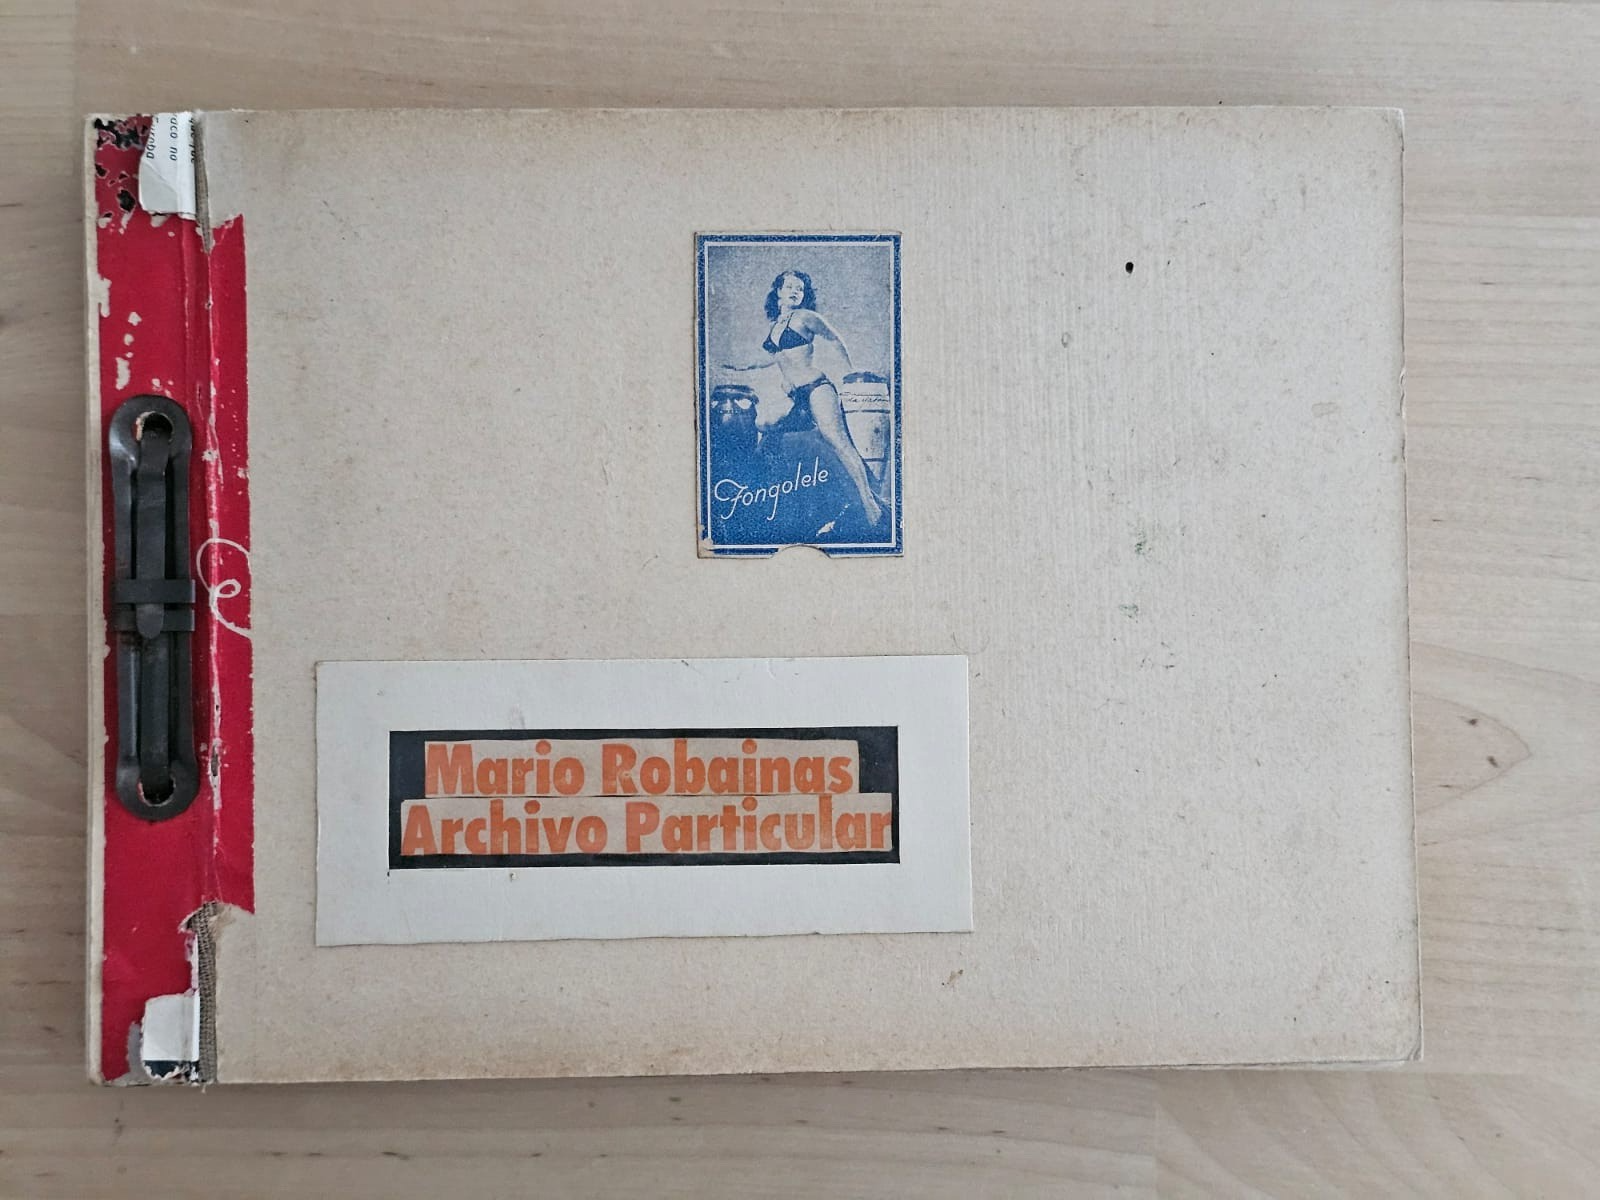 Tongolele
Mario Robainas
Archivo Particular